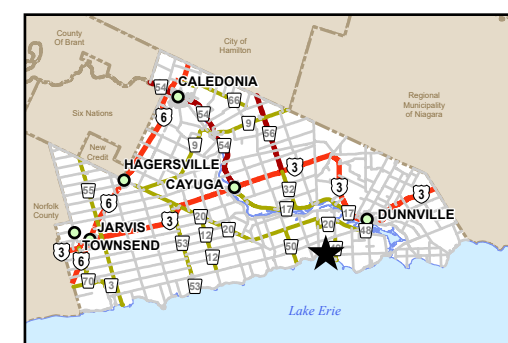 County
Of Brant
City of
Hamilton
54
CALEDONIA
66
6
54
Regional
Municipality
of Niagara
Six Nations
9
56
New
Credit
9
54
HAGERSVILLE
3
CAYUGA
32
3
55
6
3
17
17
3
Norfolk
County
20
20
20
DUNNVILLE
48
JARVIS
3
TOWNSEND
53
12
12
50
6
70
3
53
Lake Erie